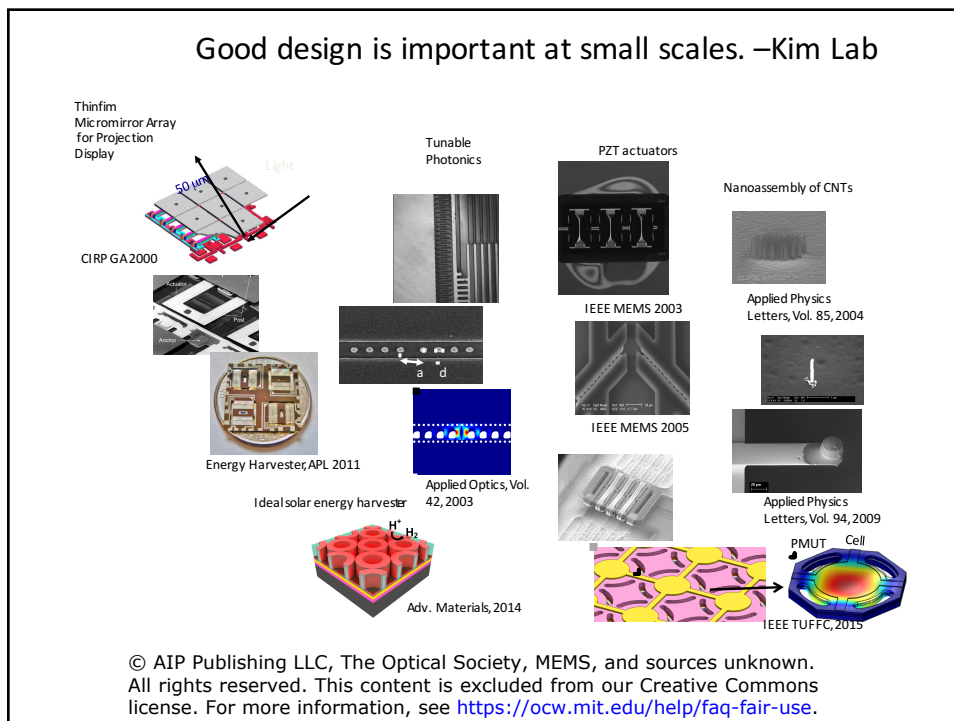 Good design is important at small scales. –Kim Lab
Thinfim
Micromirror Array
for Projection
Display
Light
50 μm
CIRP GA 2000
Actuator
Post
Anchor
Energy Harvester, APL 2011
Tunable
Photonics
a
d
Applied Optics, Vol.
42, 2003
Ideal solar energy harvester
H+
H2
Adv. Materials, 2014
PZT actuators
IEEE MEMS 2003
IEEE MEMS 2005
Nanoassembly of CNTs
Applied Physics
Letters, Vol. 85, 2004
20 μm
Applied Physics
Letters, Vol. 94, 2009
PMUT
Cell
IEEE TUFFC, 2015
© AIP Publishing LLC, The Optical Society, MEMS, and sources unknown.
All rights reserved. This content is excluded from our Creative Commons
license. For more information, see https://ocw.mit.edu/help/faq-fair-use.